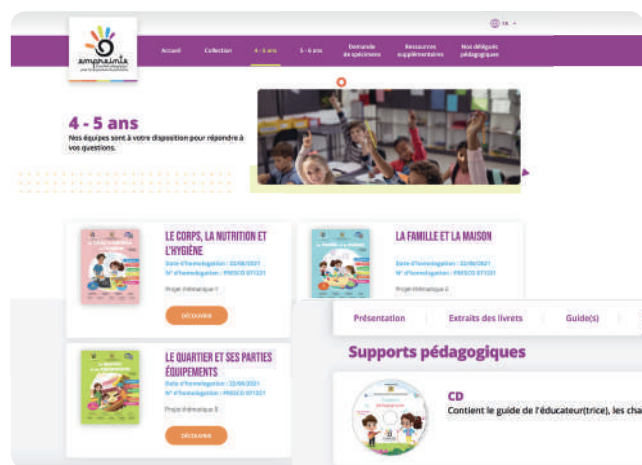 FR
empreinte
Accueil
Collection
4 - 5 ans
5 - 6 ans
Demande
de spécimens
Ressources
supplémentaires
Nos délégués
pédagogiques
4 - 5 ans
Nos équipes sont à votre disposition pour répondre à
vos questions.
LE CORPS, LA NUTRITION ET
L'HYGIÈNE
Date d'homologation : 22/06/2021
N° d'homologation : PRESCO 071221
Projet thématique 1
DÉCOUVRIR
LA FAMILLE ET LA MAISON
Date d'homologation : 22/06/2021
N° d'homologation : PRESCO 071221
Projet thématique 2
LE QUARTIER ET SES PARTIES
ÉQUIPEMENTS
Date d'homologation : 22/06/2021
N° d'homologation : PRESCO 071221
Projet thématique
DÉCOUVRIR
Présentation
Extraits des livrets
Guide(s)
Supports pédagogiques
CD
Contient le guide de l'éducateur(trice), les cha